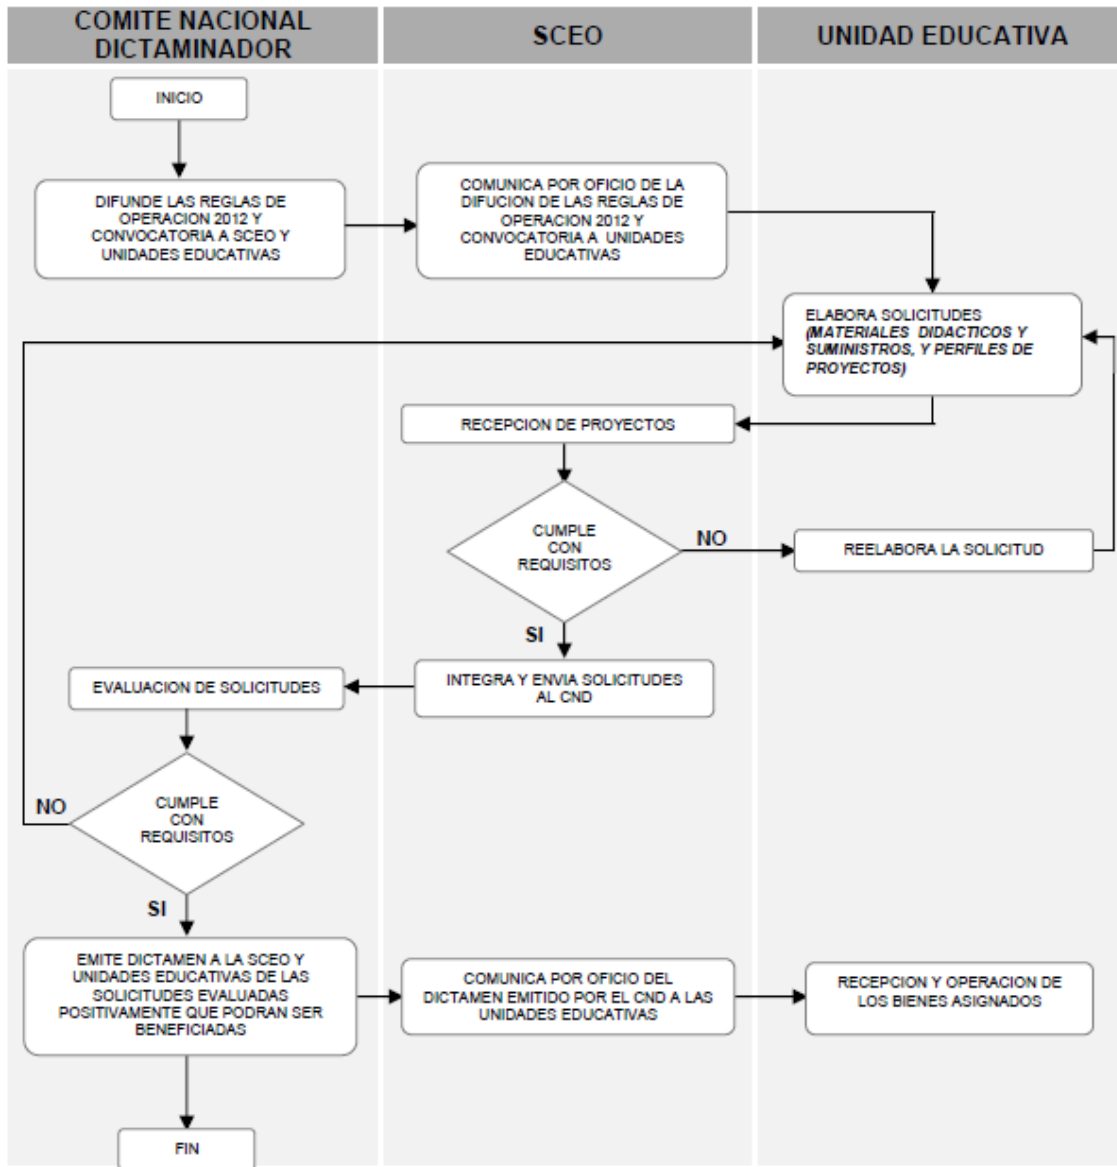 COMITE NACIONAL
DICTAMINADOR
SCEO
UNIDAD EDUCATIVA
INICIO
DIFUNDE LAS REGLAS DE
OPERACION 2012 Y
CONVOCATORIA A SCEO Y
UNIDADES EDUCATIVAS
COMUNICA POR OFICIO DE LA
DIFUCION DE LAS REGLAS DE
OPERACION 2012 Y
CONVOCATORIA A UNIDADES
EDUCATIVAS
ELABORA SOLICITUDES
(MATERIALES DIDACTICOS Y
SUMINISTROS, Y PERFILES DE
PROYECTOS)
RECEPCION DE PROYECTOS
CUMPLE
CON
REQUISITOS
NO
REELABORA LA SOLICITUD
SI
INTEGRA Y ENVIA SOLICITUDES
AL CND
EVALUACION DE SOLICITUDES
CUMPLE
CON
REQUISITOS
NO
SI
EMITE DICTAMEN A LA SCEO Y
UNIDADES EDUCATIVAS DE LAS
SOLICITUDES EVALUADAS
POSITIVAMENTE QUE PODRAN SER
BENEFICIADAS
COMUNICA POR OFICIO DEL
DICTAMEN EMITIDO POR EL CND A LAS
UNIDADES EDUCATIVAS
RECEPCION Y OPERACION DE
LOS BIENES ASIGNADOS
FIN